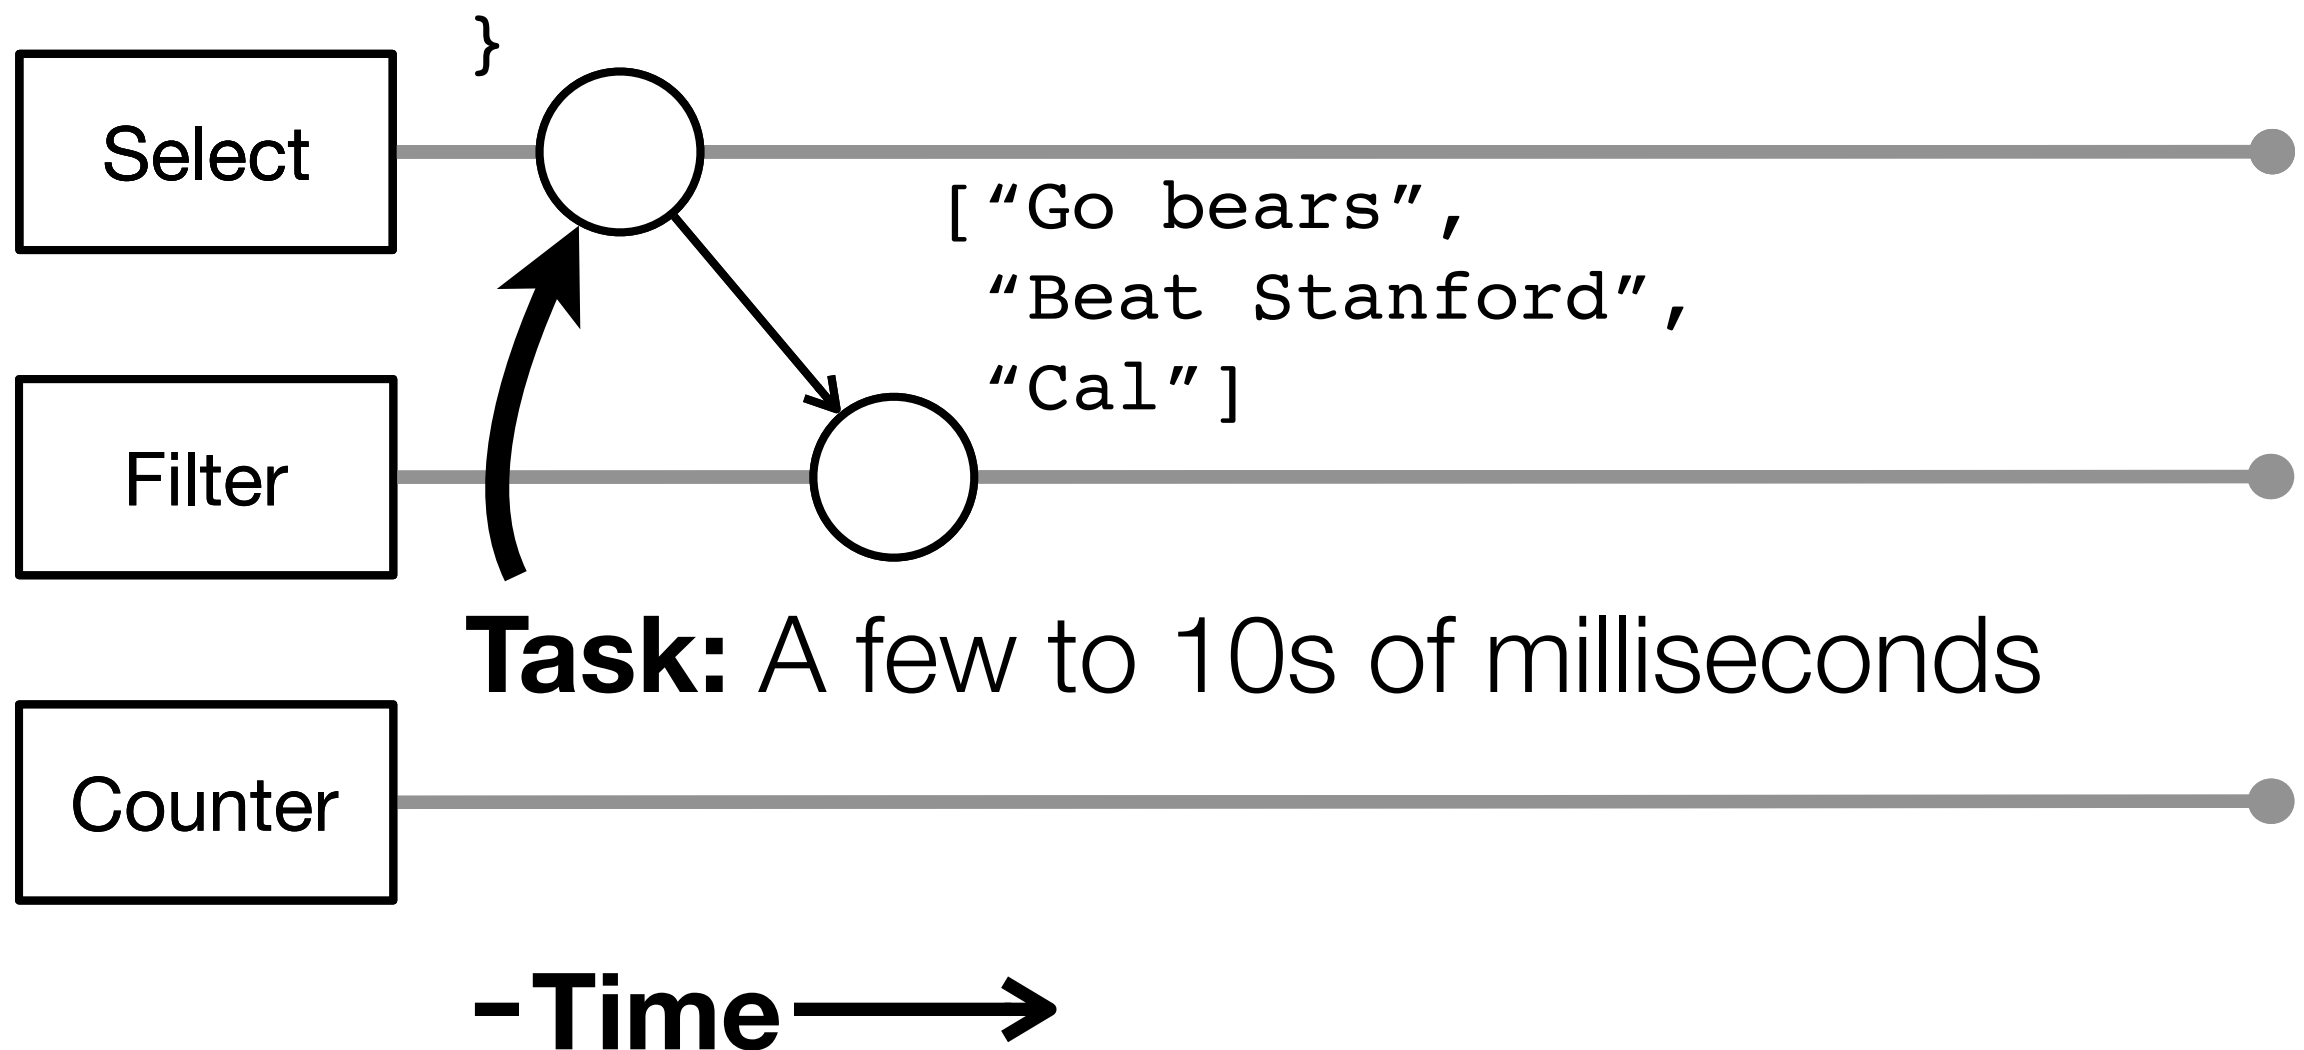 }
Select
[“Go bears”,
“Beat Stanford”,
“Cal”]
Filter
Task: A few to 10s of milliseconds
Counter
Time